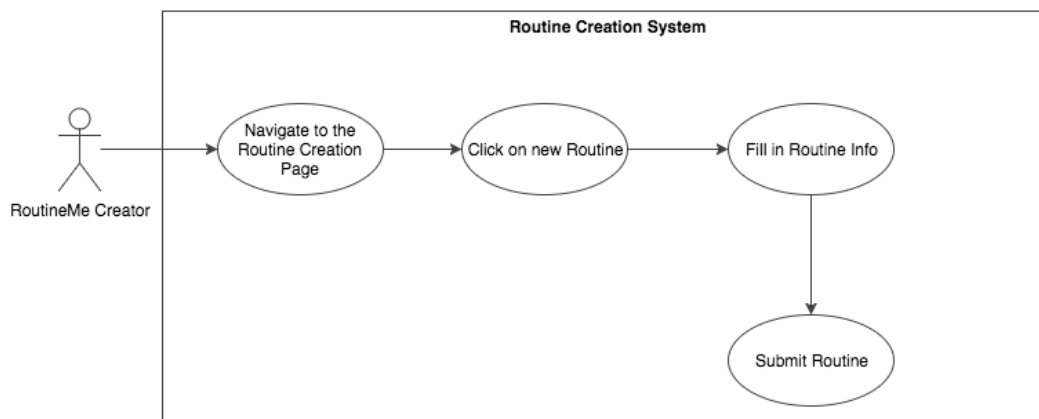 Routine Creation System
Navigate to the
Routine Creation
Page
Click on new Routine
Fill in Routine Info
RoutineMe Creator
Submit Routine